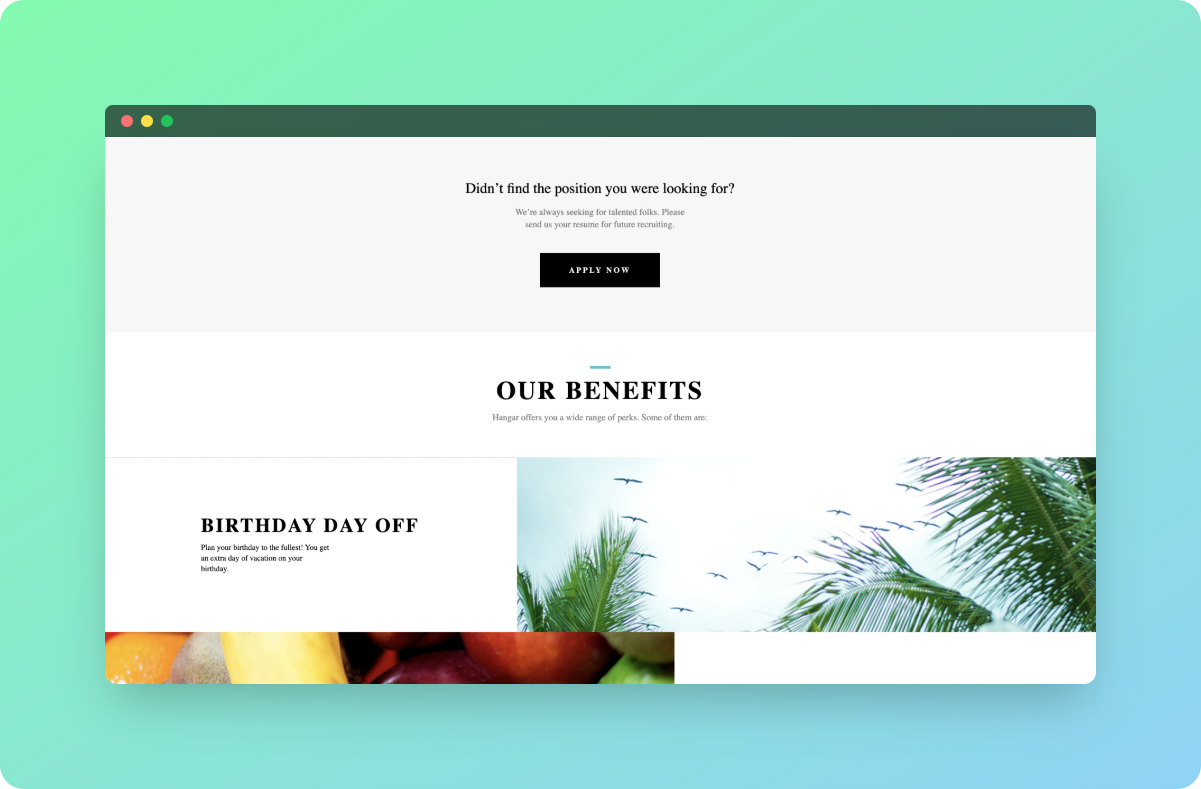 Didn’t find the position you were looking for?
We’re always seeking for talented folks. Please
send us your resume for future recruiting.
APPLY NOW
OUR BENEFITS
Hangar offers you a wide range of perks. Some of them are:
BIRTHDAY DAY OFF
Plan your birthday to the fullest! You get
an extra day of vacation on your
birthday.